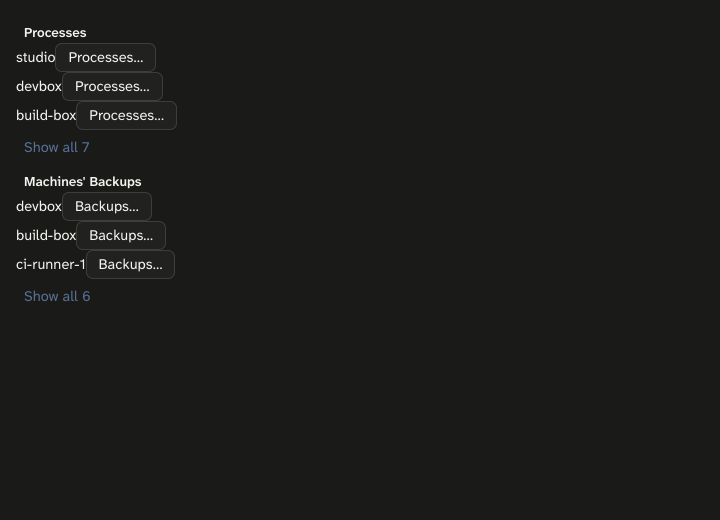 Processes
studio Processes...
devbox Processes...
build-box Processes...
Show all 7
Machines' Backups
devbox Backups...
build-box Backups...
ci-runner-1 Backups...
Show all 6